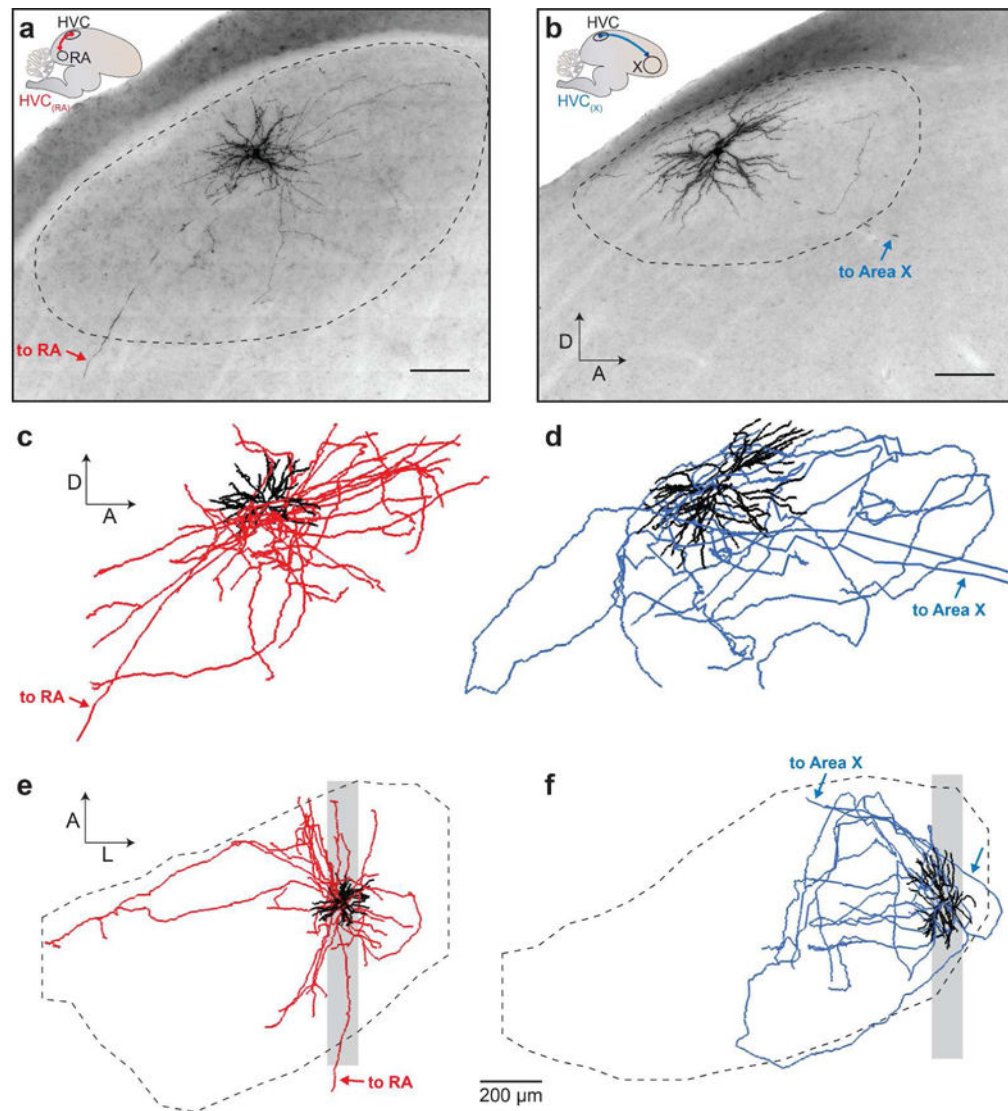 a
HVC
RA
HVC(RA)
to RA
b
HVC
X
HVC(X)
to Area X
D
A
c
D
A
to RA
d
to Area X
e
A
L
to RA
f
to Area X
200 µm